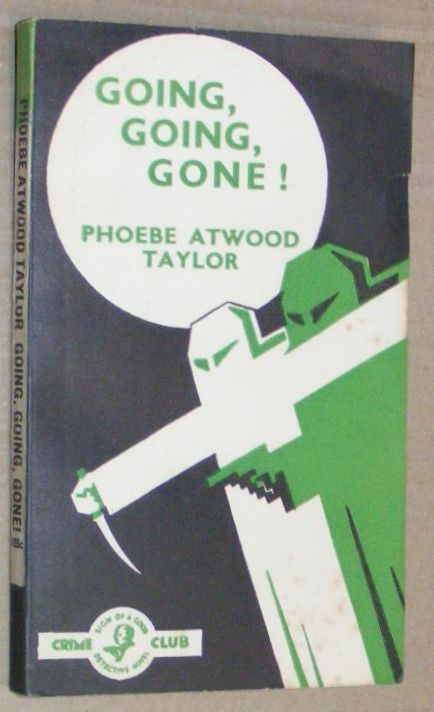 GOING,
GOING,
GONE !
PHOEBE ATWOOD
TAYLOR
PHOEBE ATWOOD TAYLOR GOING, GOING, GONE!
CRIME CLUB
SIGN OF A GOOD
DETECTIVE NOVEL